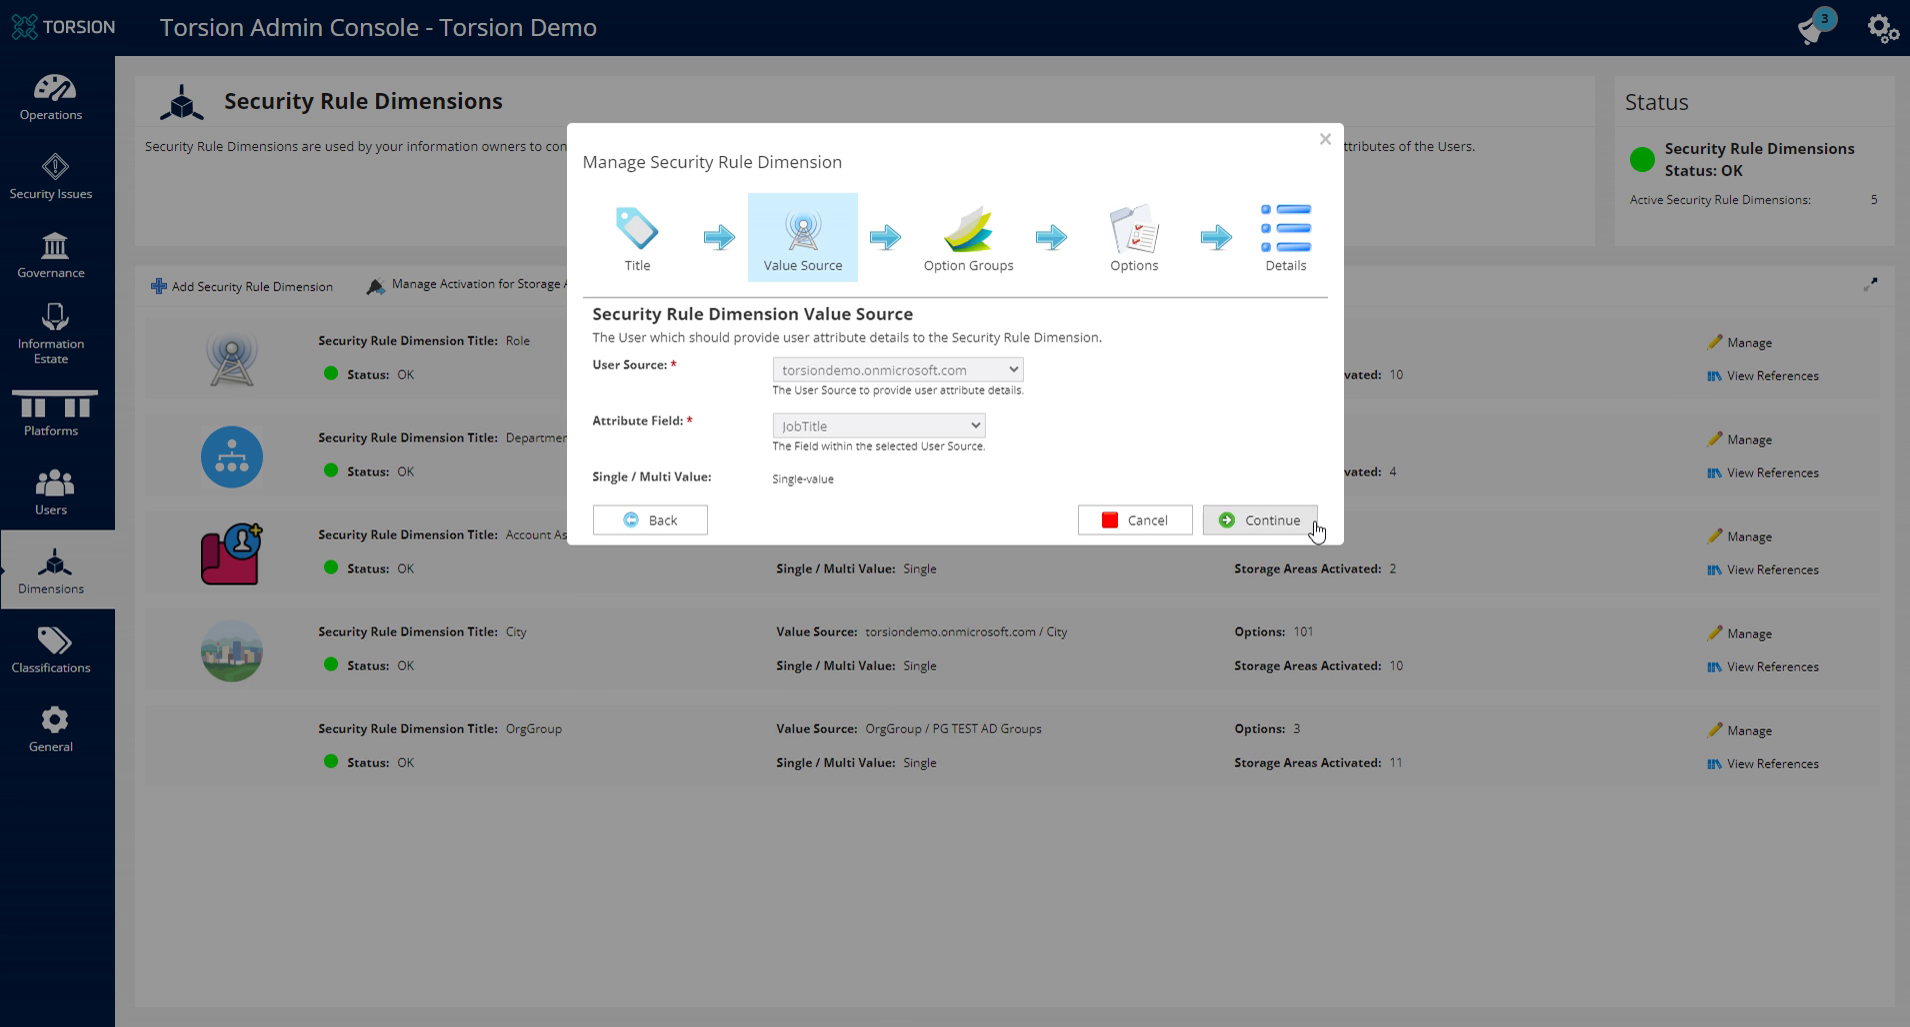 TORSION
Torsion Admin Console - Torsion Demo
3
Operations
Security Issues
Governance
Information
Estate
Platforms
Users
Dimensions
Classifications
General
Security Rule Dimensions
Security Rule Dimensions are used by your information owners to con
ttributes of the Users.
Status
Security Rule Dimensions
Status: OK
Active Security Rule Dimensions: 5
Add Security Rule Dimension
Manage Activation for Storage A
Manage Security Rule Dimension
×
Title
Value Source
Option Groups
Options
Details
Security Rule Dimension Value Source
The User which should provide user attribute details to the Security Rule Dimension.
User Source: *
torsiondemo.onmicrosoft.com
The User Source to provide user attribute details.
Attribute Field: *
JobTitle
The Field within the selected User Source.
Single / Multi Value: Single-value
Back
Cancel
Continue
Security Rule Dimension Title: Role
Manage
Status: OK
vated: 10
View References
Security Rule Dimension Title: Departmen
Manage
Status: OK
vated: 4
View References
Security Rule Dimension Title: Account As
Manage
Status: OK
Single / Multi Value: Single
Storage Areas Activated: 2
View References
Security Rule Dimension Title: City
Value Source: torsiondemo.onmicrosoft.com / City
Options: 101
Manage
Status: OK
Single / Multi Value: Single
Storage Areas Activated: 10
View References
Security Rule Dimension Title: OrgGroup
Value Source: OrgGroup / PG TEST AD Groups
Options: 3
Manage
Status: OK
Single / Multi Value: Single
Storage Areas Activated: 11
View References